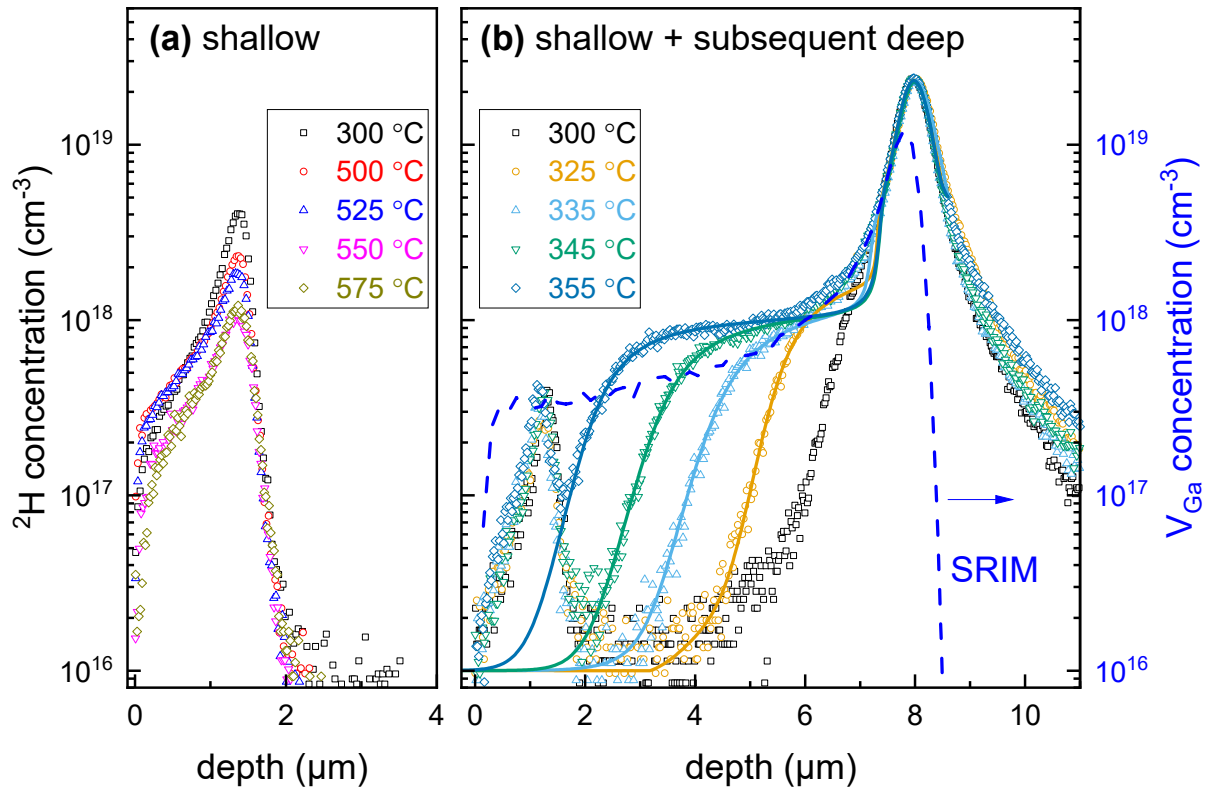 (a) shallow
(b) shallow + subsequent deep
300 °C
500 °C
525 °C
550 °C
575 °C
300 °C
325 °C
335 °C
345 °C
355 °C
10¹⁹
10¹⁸
10¹⁷
10¹⁶
²H concentration (cm⁻³)
10¹⁹
10¹⁸
10¹⁷
10¹⁶
V_Ga concentration (cm⁻³)
SRIM
0 2 4
0 2 4 6 8 10
depth (µm)
depth (µm)